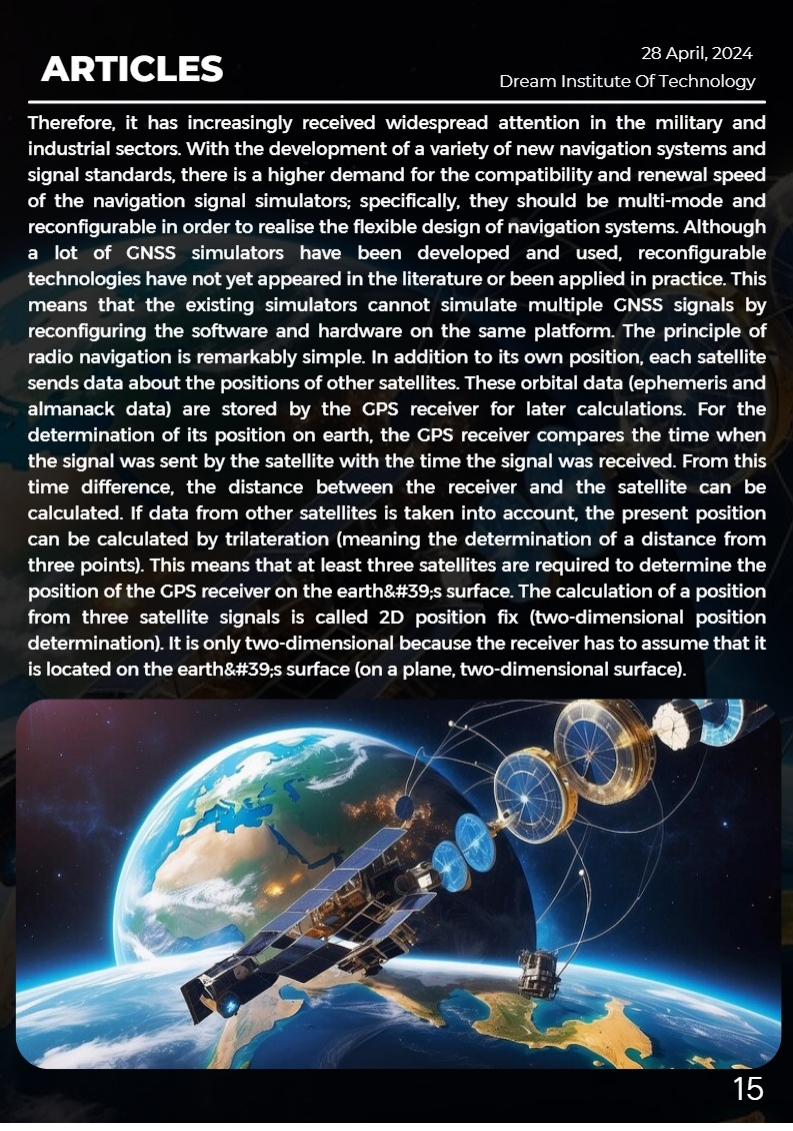 ARTICLES
28 April, 2024
Dream Institute Of Technology
Therefore, it has increasingly received widespread attention in the military and
industrial sectors. With the development of a variety of new navigation systems and
signal standards, there is a higher demand for the compatibility and renewal speed
of the navigation signal simulators; specifically, they should be multi-mode and
reconfigurable in order to realise the flexible design of navigation systems. Although
a lot of GNSS simulators have been developed and used, reconfigurable
technologies have not yet appeared in the literature or been applied in practice. This
means that the existing simulators cannot simulate multiple GNSS signals by
reconfiguring the software and hardware on the same platform. The principle of
radio navigation is remarkably simple. In addition to its own position, each satellite
sends data about the positions of other satellites. These orbital data (ephemeris and
almanack data) are stored by the GPS receiver for later calculations. For the
determination of its position on earth, the GPS receiver compares the time when
the signal was sent by the satellite with the time the signal was received. From this
time difference, the distance between the receiver and the satellite can be
calculated. If data from other satellites is taken into account, the present position
can be calculated by trilateration (meaning the determination of a distance from
three points). This means that at least three satellites are required to determine the
position of the GPS receiver on the earth&#39;s surface. The calculation of a position
from three satellite signals is called 2D position fix (two-dimensional position
determination). It is only two-dimensional because the receiver has to assume that it
is located on the earth&#39;s surface (on a plane, two-dimensional surface).
15